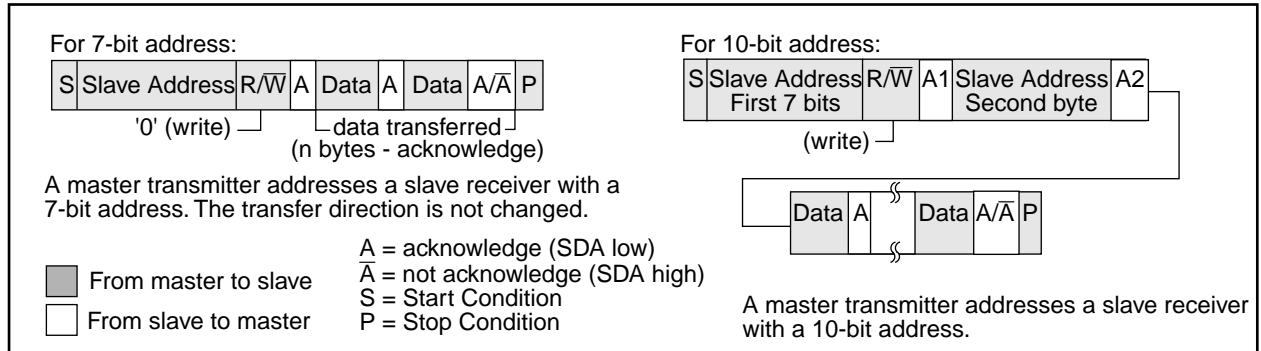 For 7-bit address:
S Slave Address R/W̅ A Data A Data A/A̅ P
'0' (write)
data transferred
(n bytes - acknowledge)
A master transmitter addresses a slave receiver with a
7-bit address. The transfer direction is not changed.
From master to slave
From slave to master
A = acknowledge (SDA low)
A̅ = not acknowledge (SDA high)
S = Start Condition
P = Stop Condition
For 10-bit address:
S Slave Address First 7 bits R/W̅ A1 Slave Address Second byte A2
(write)
Data A Data A/A̅ P
A master transmitter addresses a slave receiver
with a 10-bit address.